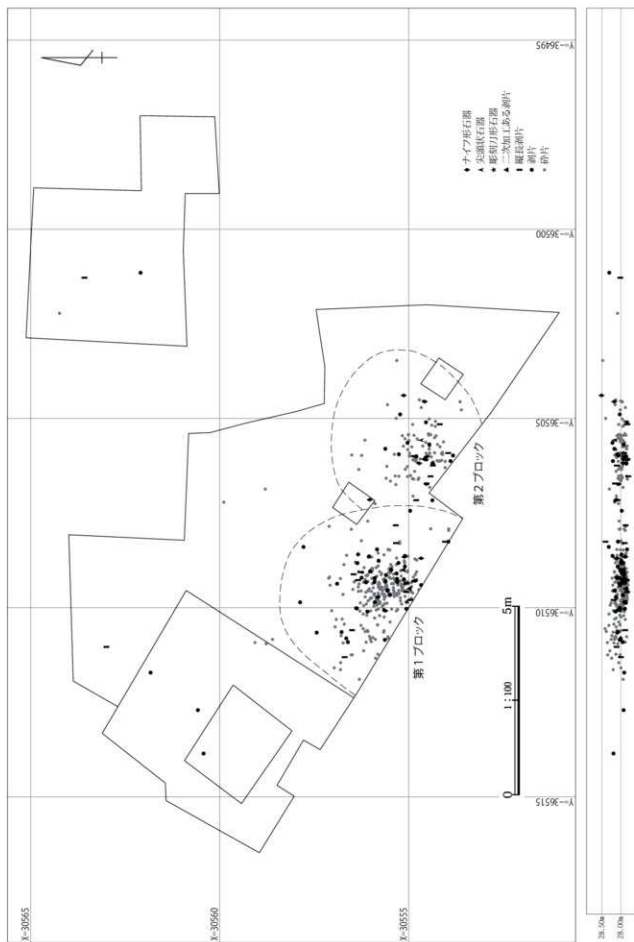 X=-30565
X=-30560
X=-30555
Y=-36495
Y=-36500
Y=-36505
Y=-36510
Y=-36515
ナイフ形石器
尖頭状石器
彫刻刀形石器
二次加工ある剥片
縦長剥片
剥片
砕片
第2ブロック
第1ブロック
0
1:100
5m
28.50m
28.00m